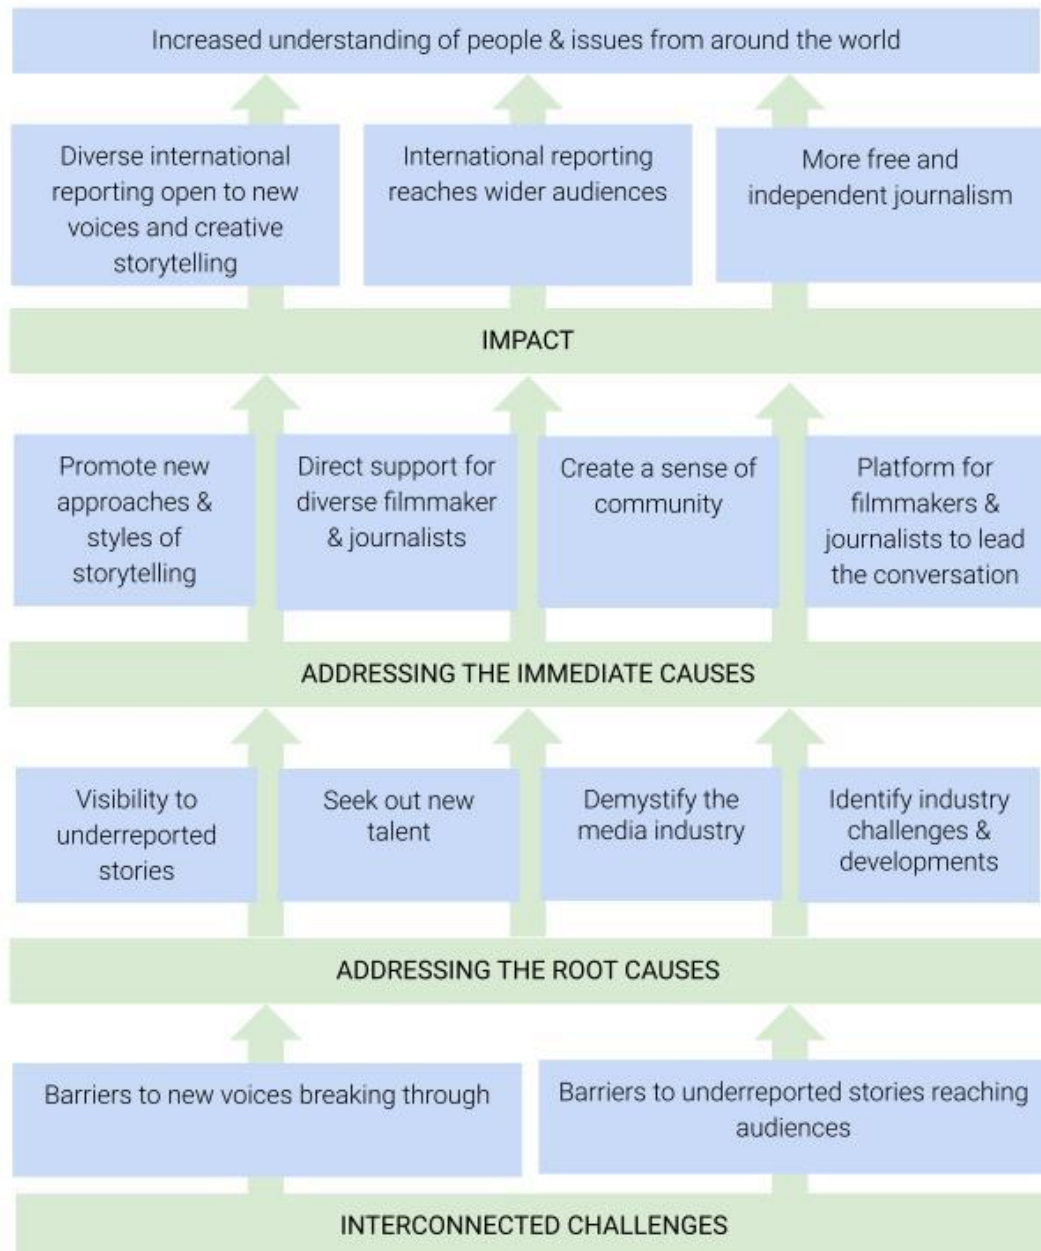 Increased understanding of people & issues from around the world
Diverse international
reporting open to new
voices and creative
storytelling
International reporting
reaches wider audiences
More free and
independent journalism
IMPACT
Promote new
approaches &
styles of
storytelling
Direct support for
diverse filmmaker
& journalists
Create a sense of
community
Platform for
filmmakers &
journalists to lead
the conversation
ADDRESSING THE IMMEDIATE CAUSES
Visibility to
underreported
stories
Seek out new
talent
Demystify the
media industry
Identify industry
challenges &
developments
ADDRESSING THE ROOT CAUSES
Barriers to new voices breaking through
Barriers to underreported stories reaching
audiences
INTERCONNECTED CHALLENGES